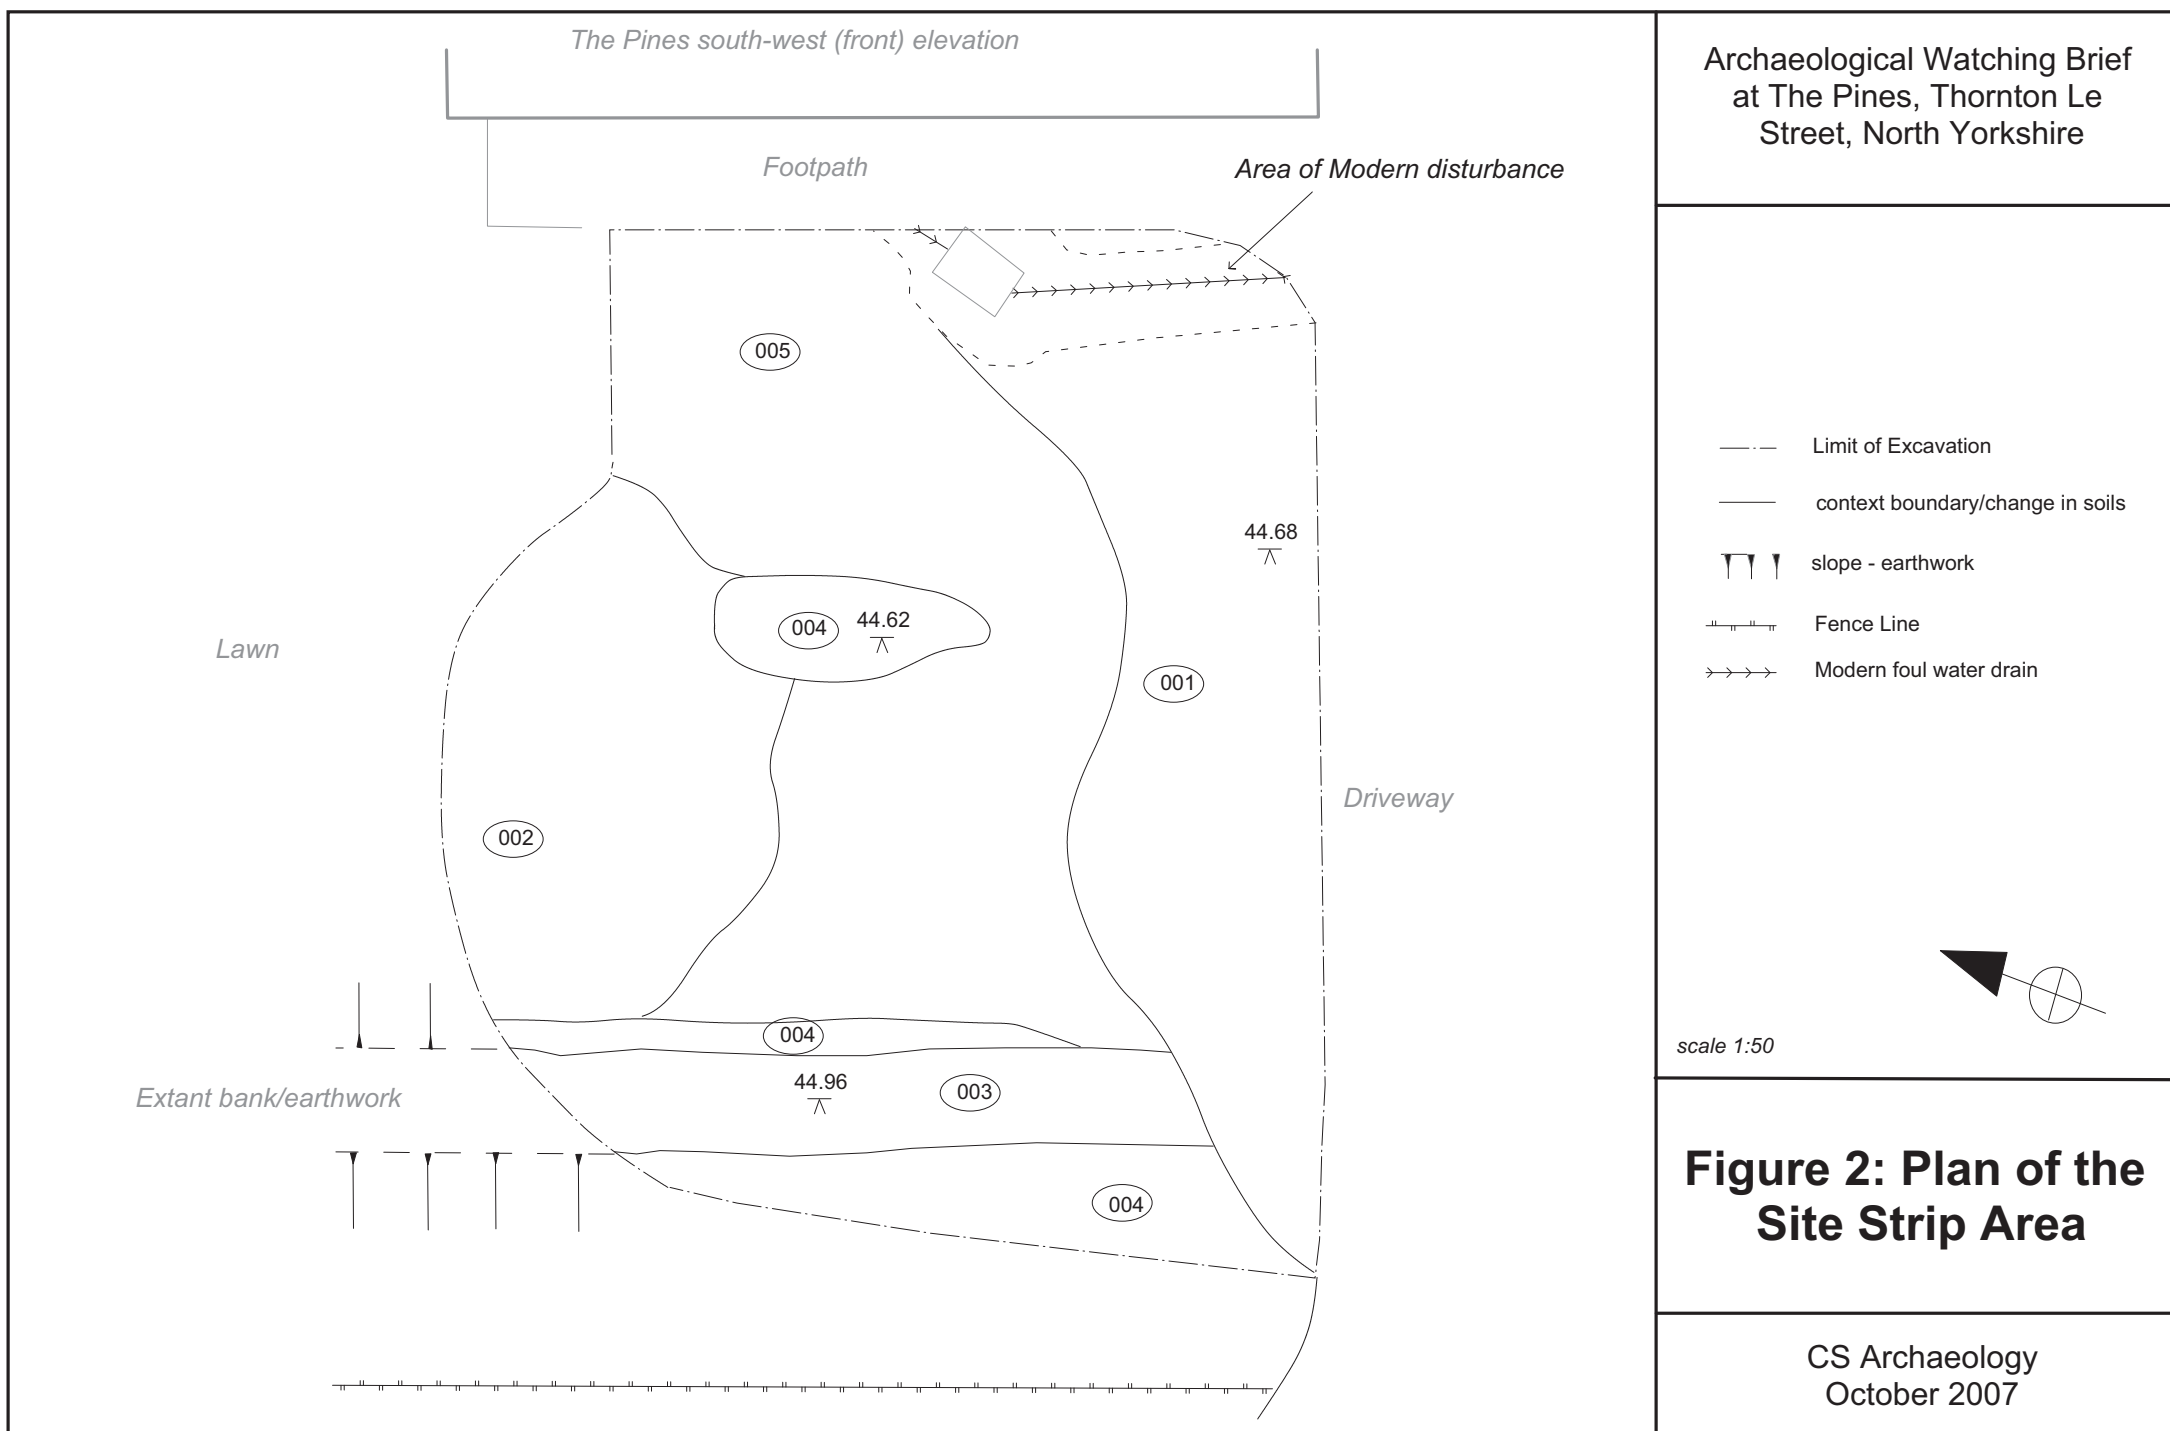 The Pines south-west (front) elevation
Footpath
Area of Modern disturbance
005
44.68
004
44.62
Lawn
001
Driveway
002
004
44.96
003
Extant bank/earthwork
004
Archaeological Watching Brief
at The Pines, Thornton Le
Street, North Yorkshire
Limit of Excavation
context boundary/change in soils
slope - earthwork
Fence Line
Modern foul water drain
scale 1:50
Figure 2: Plan of the
Site Strip Area
CS Archaeology
October 2007